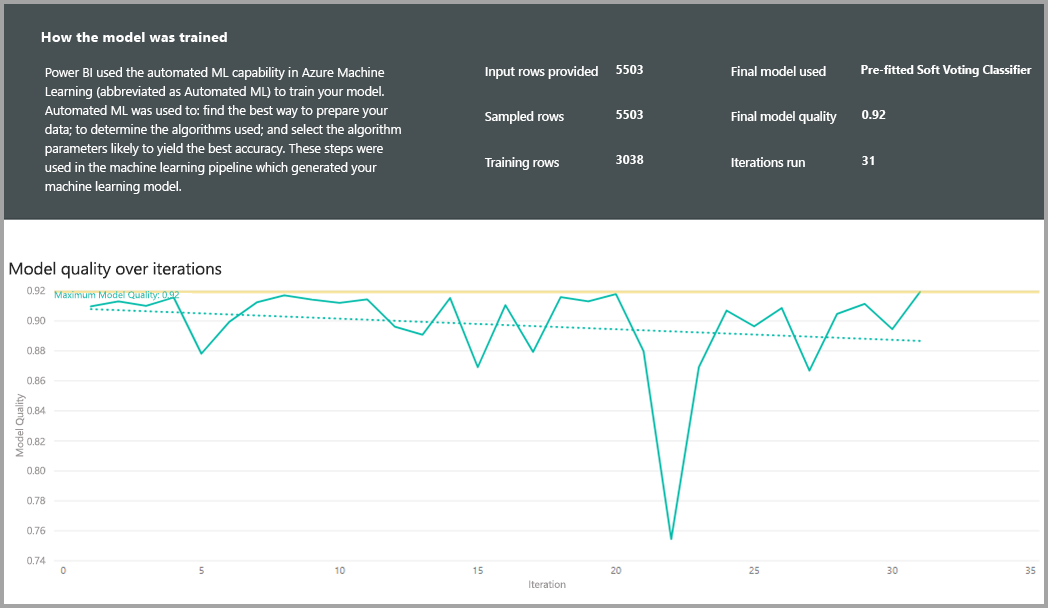 How the model was trained
Power BI used the automated ML capability in Azure Machine
Learning (abbreviated as Automated ML) to train your model.
Automated ML was used to: find the best way to prepare your
data; to determine the algorithms used; and select the algorithm
parameters likely to yield the best accuracy. These steps were
used in the machine learning pipeline which generated your
machine learning model.
Input rows provided 5503
Sampled rows 5503
Training rows 3038
Final model used Pre-fitted Soft Voting Classifier
Final model quality 0.92
Iterations run 31
Model quality over iterations
Maximum Model Quality: 0.92
Model Quality
0.92
0.90
0.88
0.86
0.84
0.82
0.80
0.78
0.76
0.74
0 5 10 15 20 25 30 35
Iteration